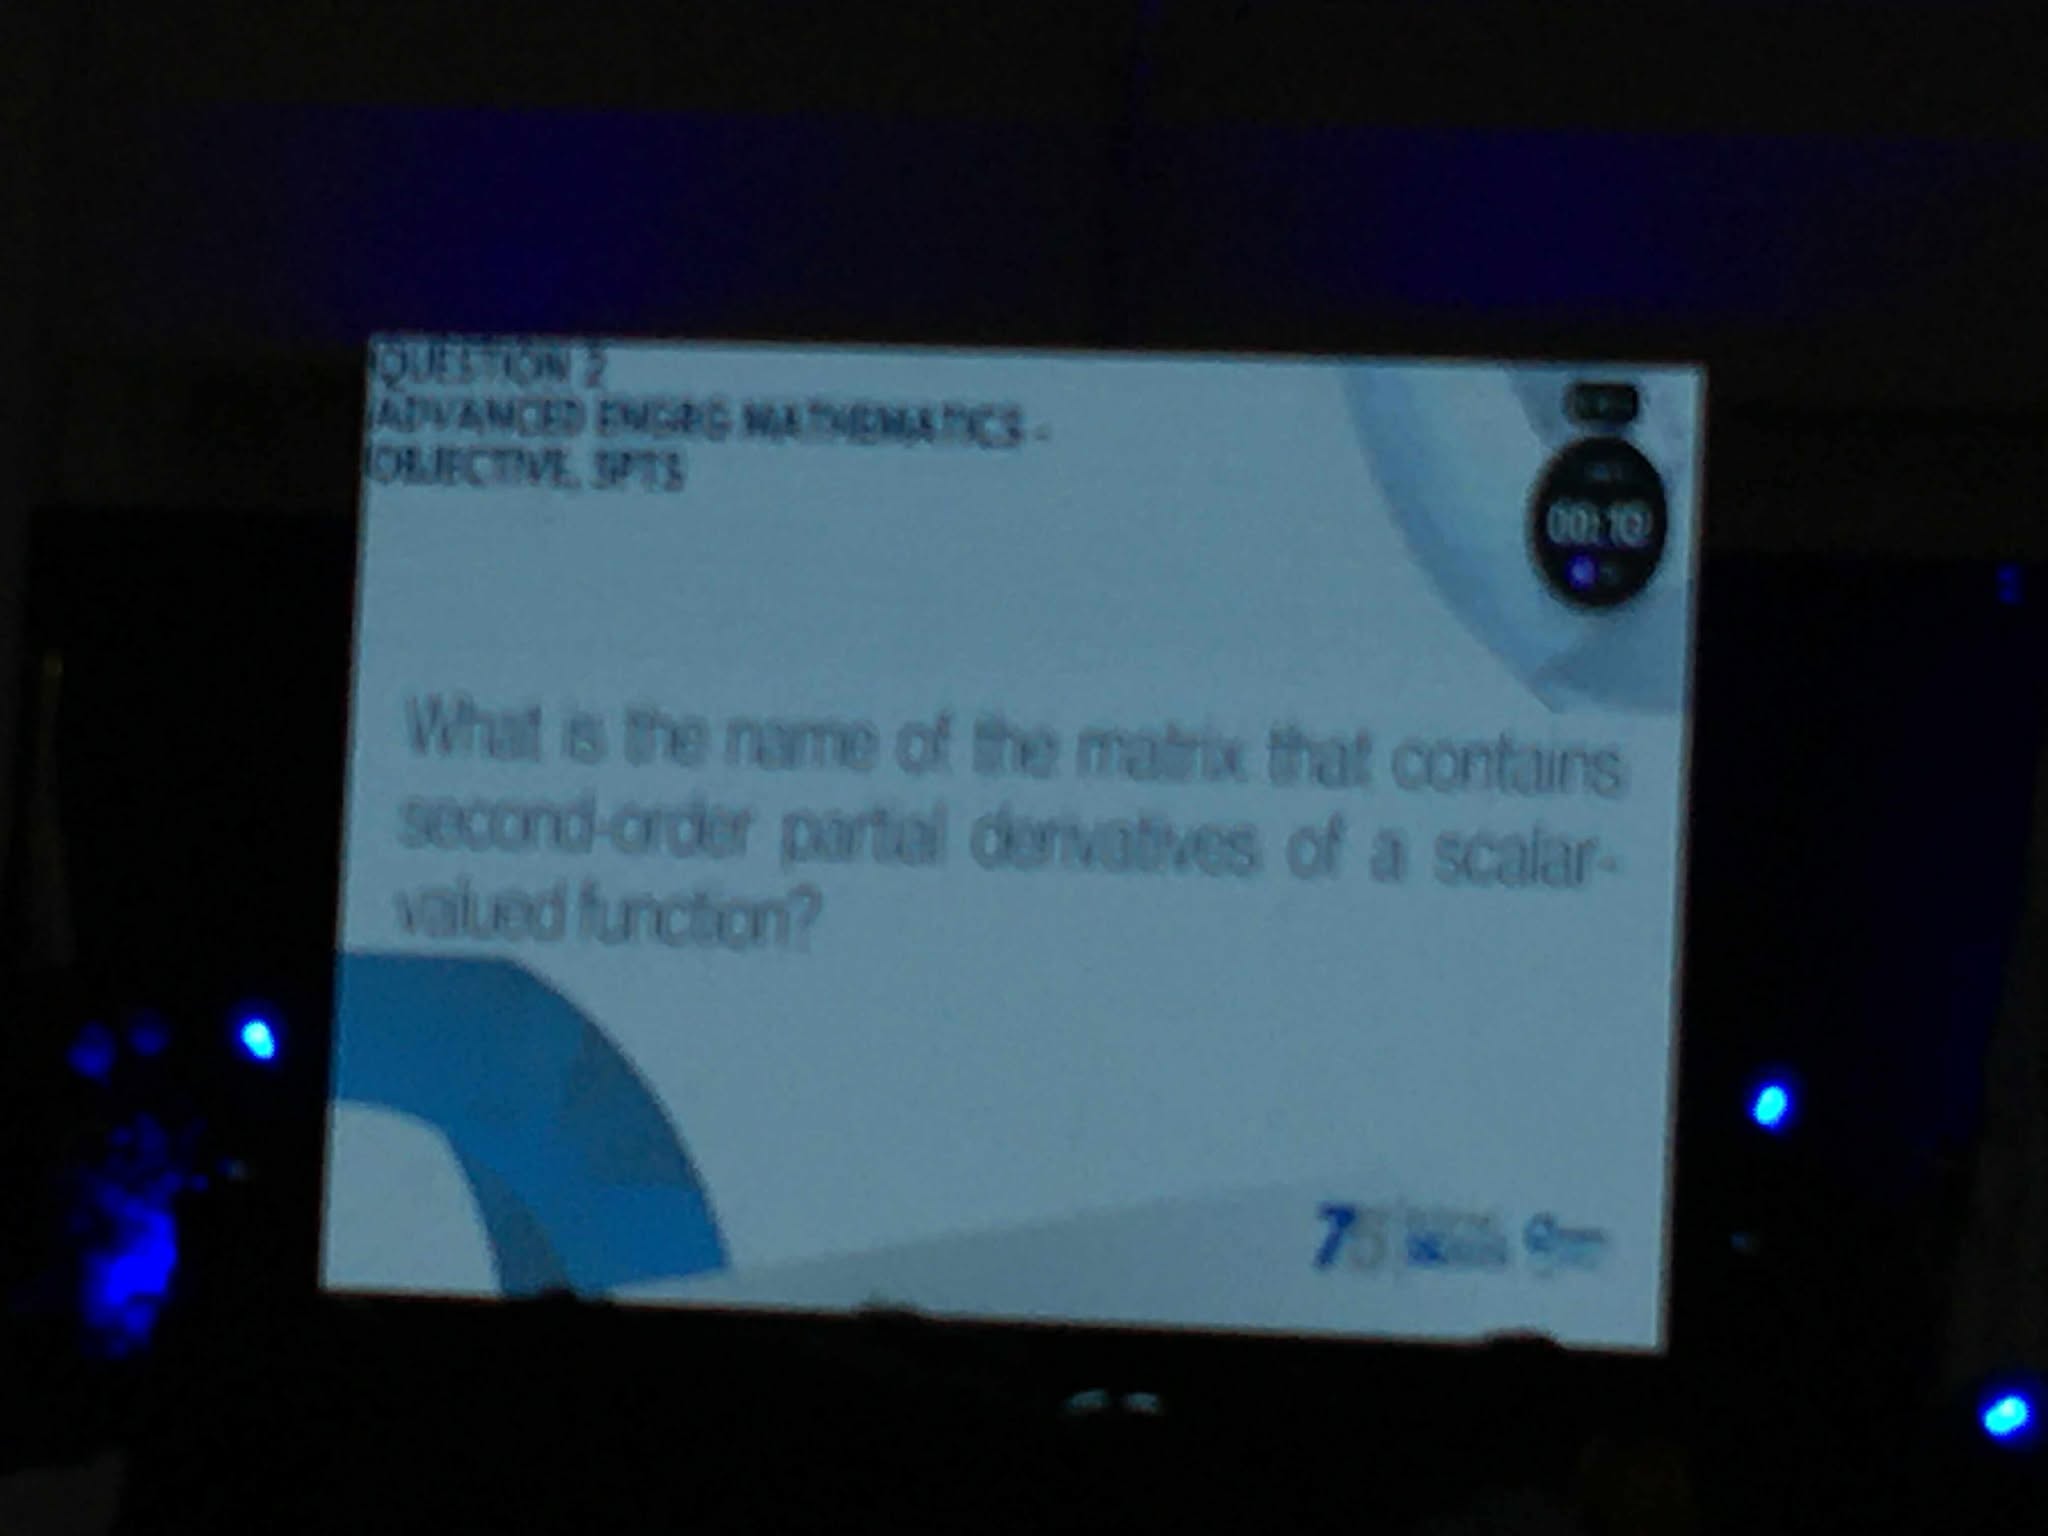 QUESTION 2
ADVANCED ENGRG MATHEMATICS -
OBJECTIVE, 3PTS
00:10
What is the name of the matrix that contains
second-order partial derivatives of a scalar-
valued function?
75